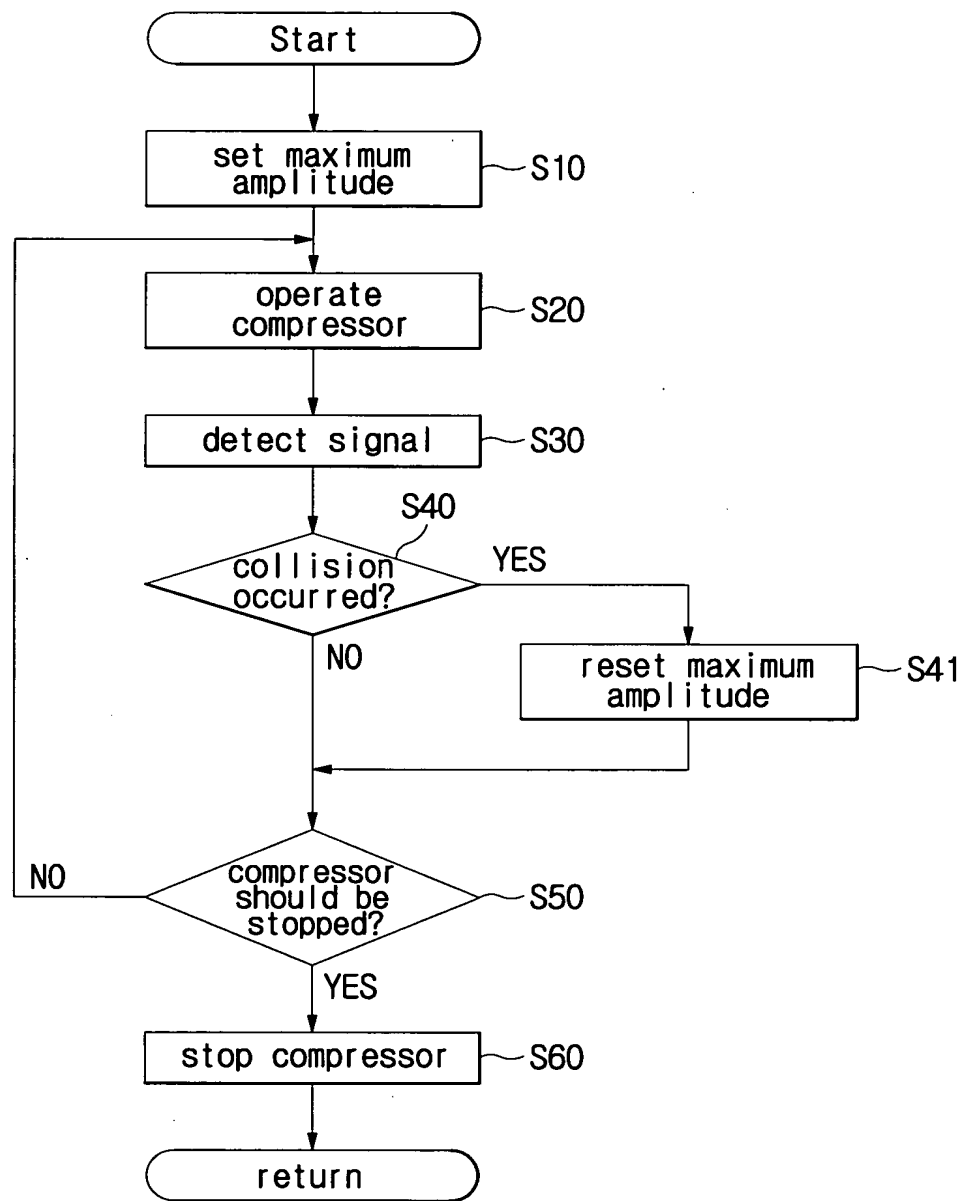 Start
set maximum
amplitude
S10
operate
compressor
S20
detect signal
S30
S40
collision
occurred?
YES
NO
reset maximum
amplitude
S41
compressor
should be
stopped?
NO
S50
YES
stop compressor
S60
return